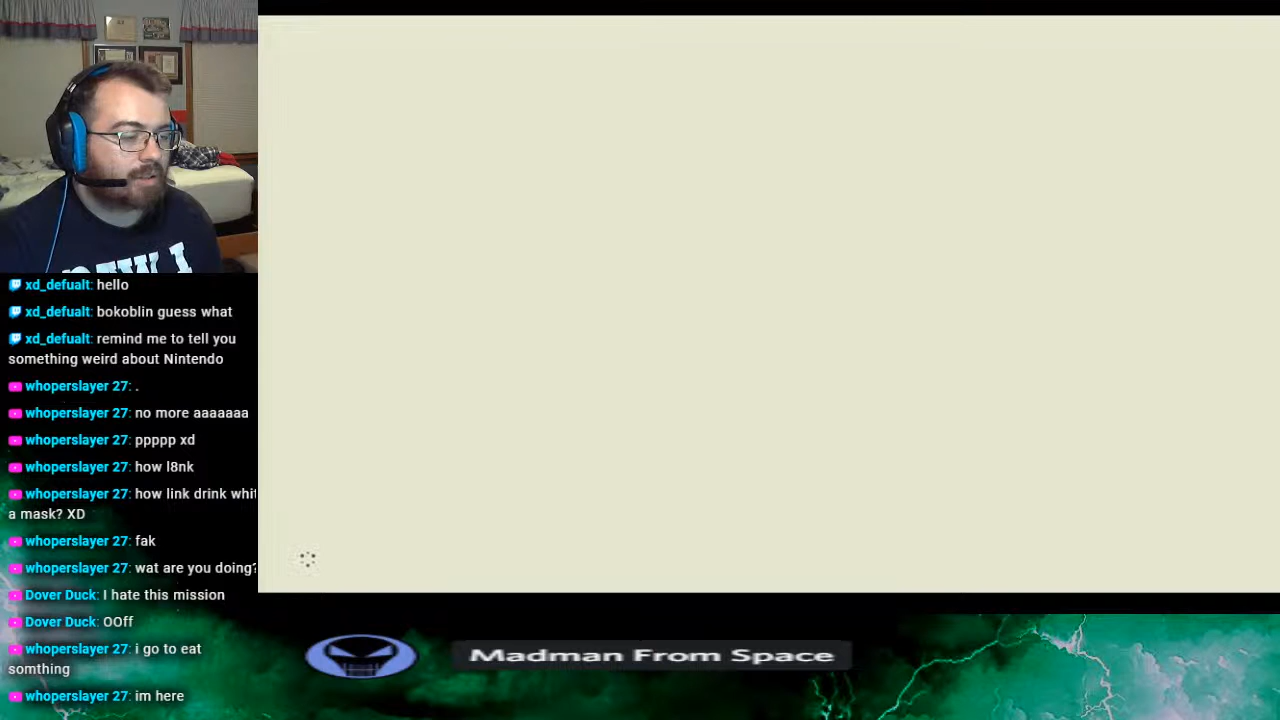 xd_defualt: hello
xd_defualt: bokoblin guess what
xd_defualt: remind me to tell you
something weird about Nintendo
whoperslayer 27: .
whoperslayer 27: no more aaaaaaa
whoperslayer 27: ppppp xd
whoperslayer 27: how l8nk
whoperslayer 27: how link drink whit
a mask? XD
whoperslayer 27: fak
whoperslayer 27: wat are you doing?
Dover Duck: I hate this mission
Dover Duck: OOff
whoperslayer 27: i go to eat
somthing
whoperslayer 27: im here
Madman From Space